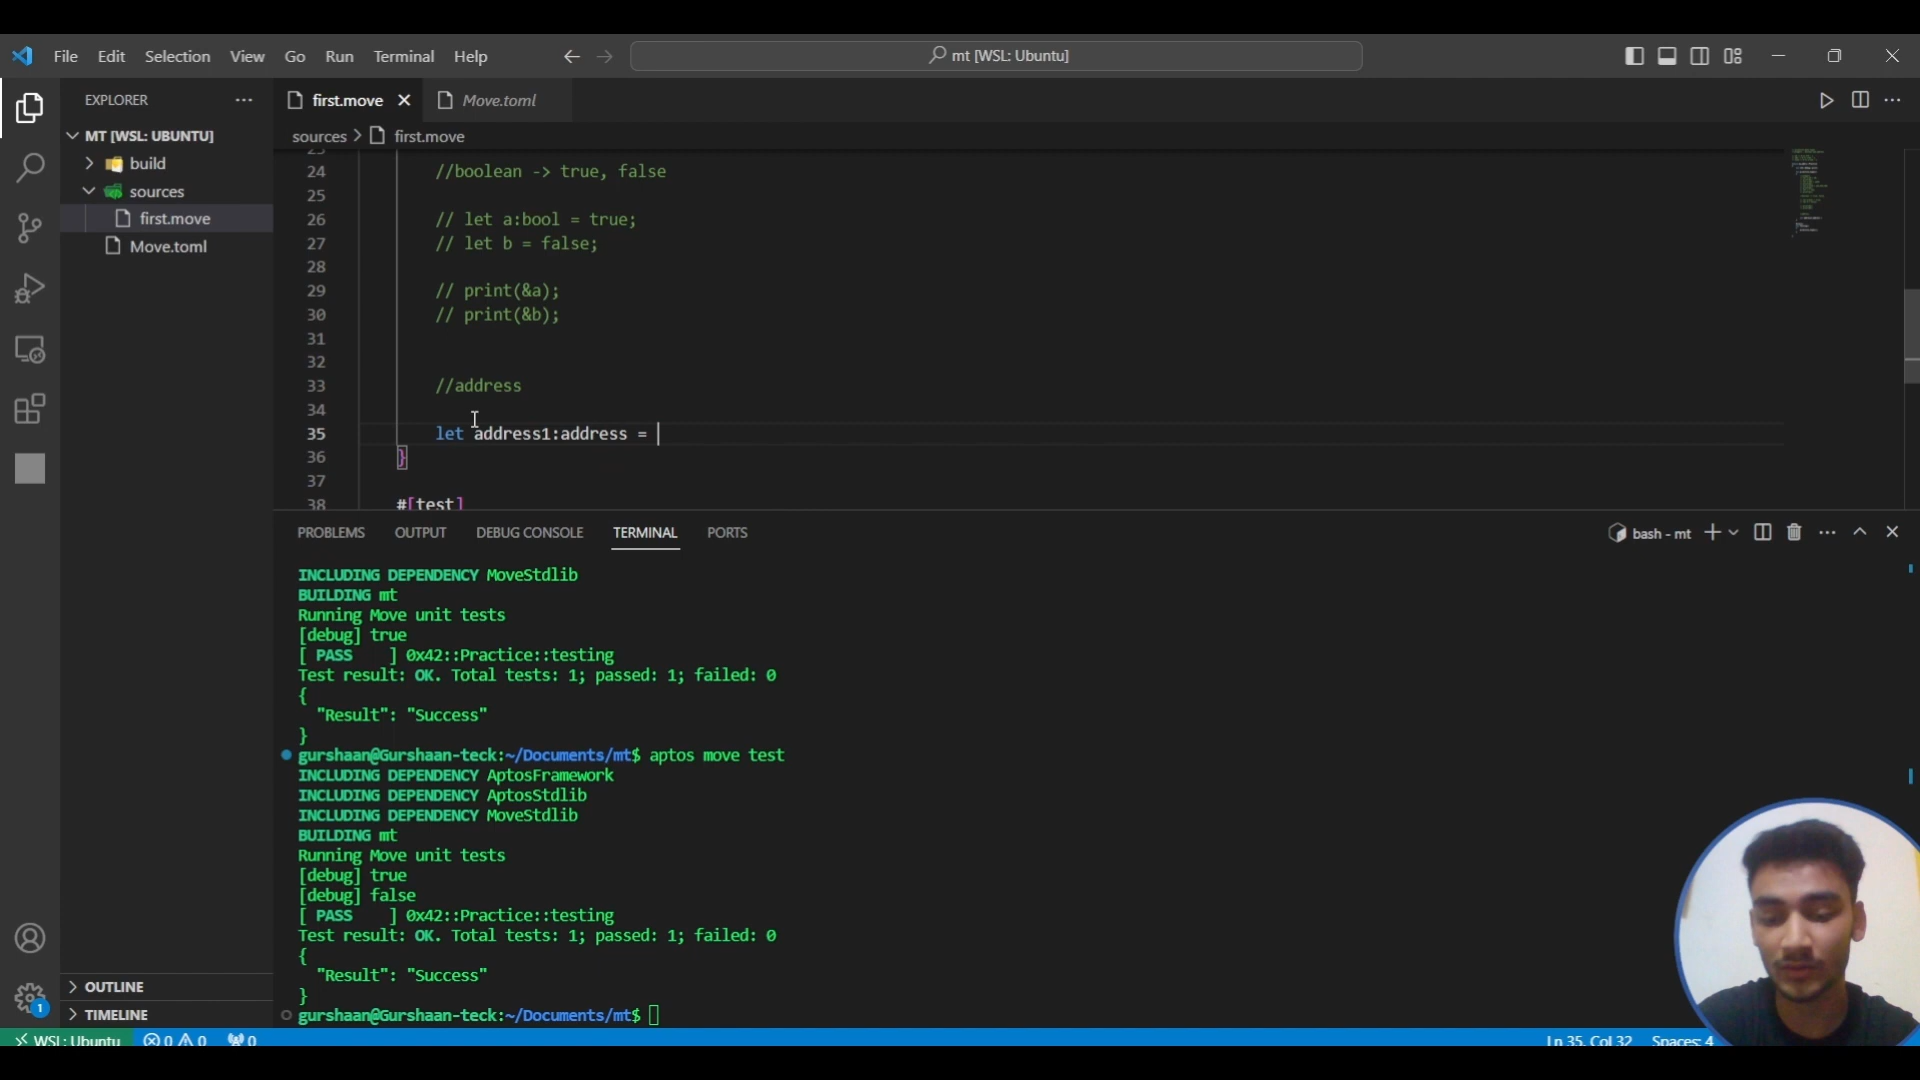 File Edit Selection View Go Run Terminal Help
mt [WSL: Ubuntu]
EXPLORER
MT [WSL: UBUNTU]
build
sources
first.move
Move.toml
OUTLINE
TIMELINE
first.move
Move.toml
sources > first.move
23
24 //boolean -> true, false
25
26 // let a:bool = true;
27 // let b = false;
28
29 // print(&a);
30 // print(&b);
31
32
33 //address
34
35 let address1:address =
36 }
37
38 #[test]
PROBLEMS OUTPUT DEBUG CONSOLE TERMINAL PORTS
bash - mt
INCLUDING DEPENDENCY MoveStdlib
BUILDING mt
Running Move unit tests
[debug] true
[ PASS    ] 0x42::Practice::testing
Test result: OK. Total tests: 1; passed: 1; failed: 0
{
  "Result": "Success"
}
gurshaan@Gurshaan-teck:~/Documents/mt$ aptos move test
INCLUDING DEPENDENCY AptosFramework
INCLUDING DEPENDENCY AptosStdlib
INCLUDING DEPENDENCY MoveStdlib
BUILDING mt
Running Move unit tests
[debug] true
[debug] false
[ PASS    ] 0x42::Practice::testing
Test result: OK. Total tests: 1; passed: 1; failed: 0
{
  "Result": "Success"
}
gurshaan@Gurshaan-teck:~/Documents/mt$
1
WSL: Ubuntu 0 0 0 Ln 35, Col 32 Spaces: 4